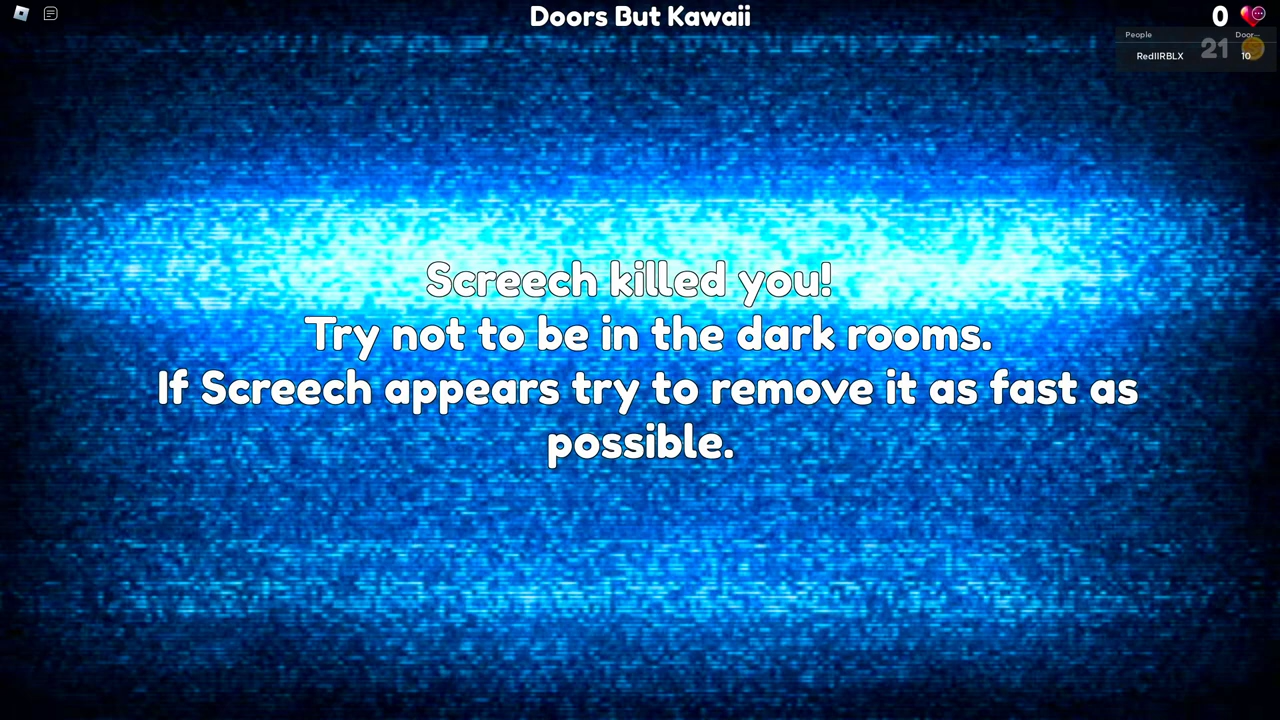 Doors But Kawaii
0
People Door...
21
RedIIRBLX 10
Screech killed you!
Try not to be in the dark rooms.
If Screech appears try to remove it as fast as
possible.